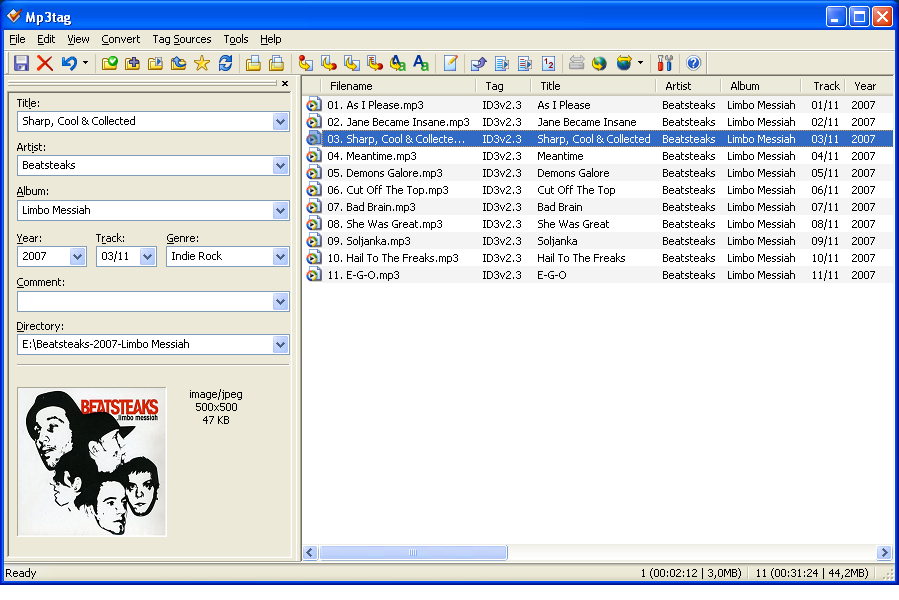 Mp3tag
File Edit View Convert Tag Sources Tools Help
Title:
Sharp, Cool & Collected
Artist:
Beatsteaks
Album:
Limbo Messiah
Year: Track: Genre:
2007 03/11 Indie Rock
Comment:
Directory:
E:\Beatsteaks-2007-Limbo Messiah
BEATSTEAKS
.limbo messiah
image/jpeg
500x500
47 KB
Filename Tag Title Artist Album Track Year
01. As I Please.mp3 ID3v2.3 As I Please Beatsteaks Limbo Messiah 01/11 2007
02. Jane Became Insane.mp3 ID3v2.3 Jane Became Insane Beatsteaks Limbo Messiah 02/11 2007
03. Sharp, Cool & Collecte... ID3v2.3 Sharp, Cool & Collected Beatsteaks Limbo Messiah 03/11 2007
04. Meantime.mp3 ID3v2.3 Meantime Beatsteaks Limbo Messiah 04/11 2007
05. Demons Galore.mp3 ID3v2.3 Demons Galore Beatsteaks Limbo Messiah 05/11 2007
06. Cut Off The Top.mp3 ID3v2.3 Cut Off The Top Beatsteaks Limbo Messiah 06/11 2007
07. Bad Brain.mp3 ID3v2.3 Bad Brain Beatsteaks Limbo Messiah 07/11 2007
08. She Was Great.mp3 ID3v2.3 She Was Great Beatsteaks Limbo Messiah 08/11 2007
09. Soljanka.mp3 ID3v2.3 Soljanka Beatsteaks Limbo Messiah 09/11 2007
10. Hail To The Freaks.mp3 ID3v2.3 Hail To The Freaks Beatsteaks Limbo Messiah 10/11 2007
11. E-G-O.mp3 ID3v2.3 E-G-O Beatsteaks Limbo Messiah 11/11 2007
Ready 1 (00:02:12 | 3,0MB) 11 (00:31:24 | 44,2MB)